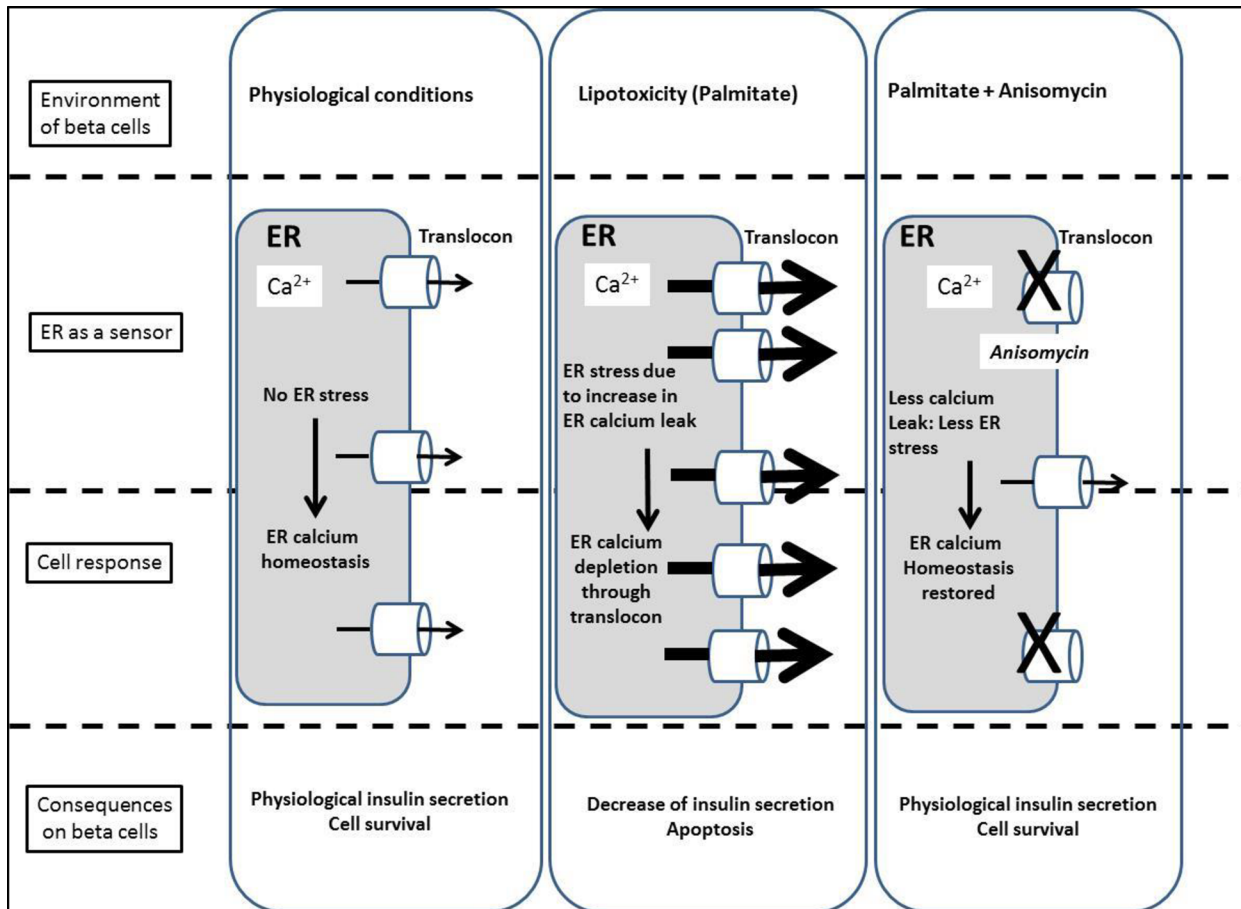 Environment
of beta cells
Physiological conditions
Lipotoxicity (Palmitate)
Palmitate + Anisomycin
ER as a sensor
ER
Translocon
Ca²⁺
No ER stress
ER
Translocon
Ca²⁺
ER stress due
to increase in
ER calcium leak
ER
Translocon
Ca²⁺
X
Anisomycin
Less calcium
Leak: Less ER
stress
Cell response
ER calcium
homeostasis
ER calcium
depletion
through
translocon
ER calcium
Homeostasis
restored
X
Consequences
on beta cells
Physiological insulin secretion
Cell survival
Decrease of insulin secretion
Apoptosis
Physiological insulin secretion
Cell survival